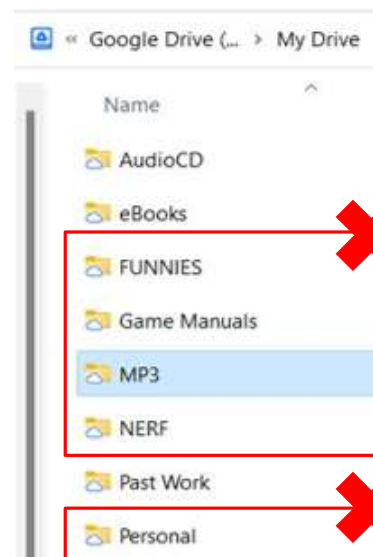 « Google Drive (... > My Drive
Name
AudioCD
eBooks
FUNNIES
Game Manuals
MP3
NERF
Past Work
Personal